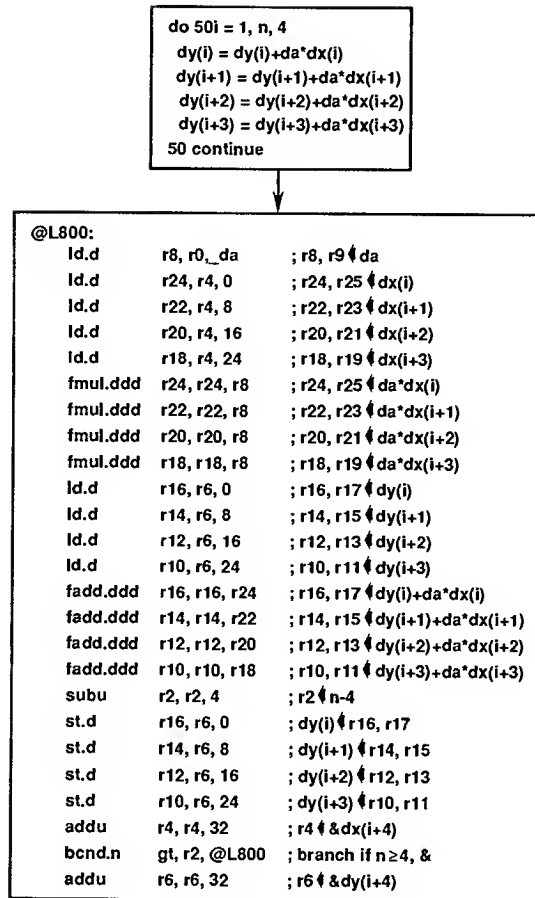 do 50i = 1, n, 4
dy(i) = dy(i)+da*dx(i)
dy(i+1) = dy(i+1)+da*dx(i+1)
dy(i+2) = dy(i+2)+da*dx(i+2)
dy(i+3) = dy(i+3)+da*dx(i+3)
50 continue
@L800:
ld.d r8, r0,_da ; r8, r9 ⬅ da
ld.d r24, r4, 0 ; r24, r25 ⬅ dx(i)
ld.d r22, r4, 8 ; r22, r23 ⬅ dx(i+1)
ld.d r20, r4, 16 ; r20, r21 ⬅ dx(i+2)
ld.d r18, r4, 24 ; r18, r19 ⬅ dx(i+3)
fmul.ddd r24, r24, r8 ; r24, r25 ⬅ da*dx(i)
fmul.ddd r22, r22, r8 ; r22, r23 ⬅ da*dx(i+1)
fmul.ddd r20, r20, r8 ; r20, r21 ⬅ da*dx(i+2)
fmul.ddd r18, r18, r8 ; r18, r19 ⬅ da*dx(i+3)
ld.d r16, r6, 0 ; r16, r17 ⬅ dy(i)
ld.d r14, r6, 8 ; r14, r15 ⬅ dy(i+1)
ld.d r12, r6, 16 ; r12, r13 ⬅ dy(i+2)
ld.d r10, r6, 24 ; r10, r11 ⬅ dy(i+3)
fadd.ddd r16, r16, r24 ; r16, r17 ⬅ dy(i)+da*dx(i)
fadd.ddd r14, r14, r22 ; r14, r15 ⬅ dy(i+1)+da*dx(i+1)
fadd.ddd r12, r12, r20 ; r12, r13 ⬅ dy(i+2)+da*dx(i+2)
fadd.ddd r10, r10, r18 ; r10, r11 ⬅ dy(i+3)+da*dx(i+3)
subu r2, r2, 4 ; r2 ⬅ n-4
st.d r16, r6, 0 ; dy(i) ⬅ r16, r17
st.d r14, r6, 8 ; dy(i+1) ⬅ r14, r15
st.d r12, r6, 16 ; dy(i+2) ⬅ r12, r13
st.d r10, r6, 24 ; dy(i+3) ⬅ r10, r11
addu r4, r4, 32 ; r4 ⬅ &dx(i+4)
bcnd.n gt, r2, @L800 ; branch if n≥4, &
addu r6, r6, 32 ; r6 ⬅ &dy(i+4)